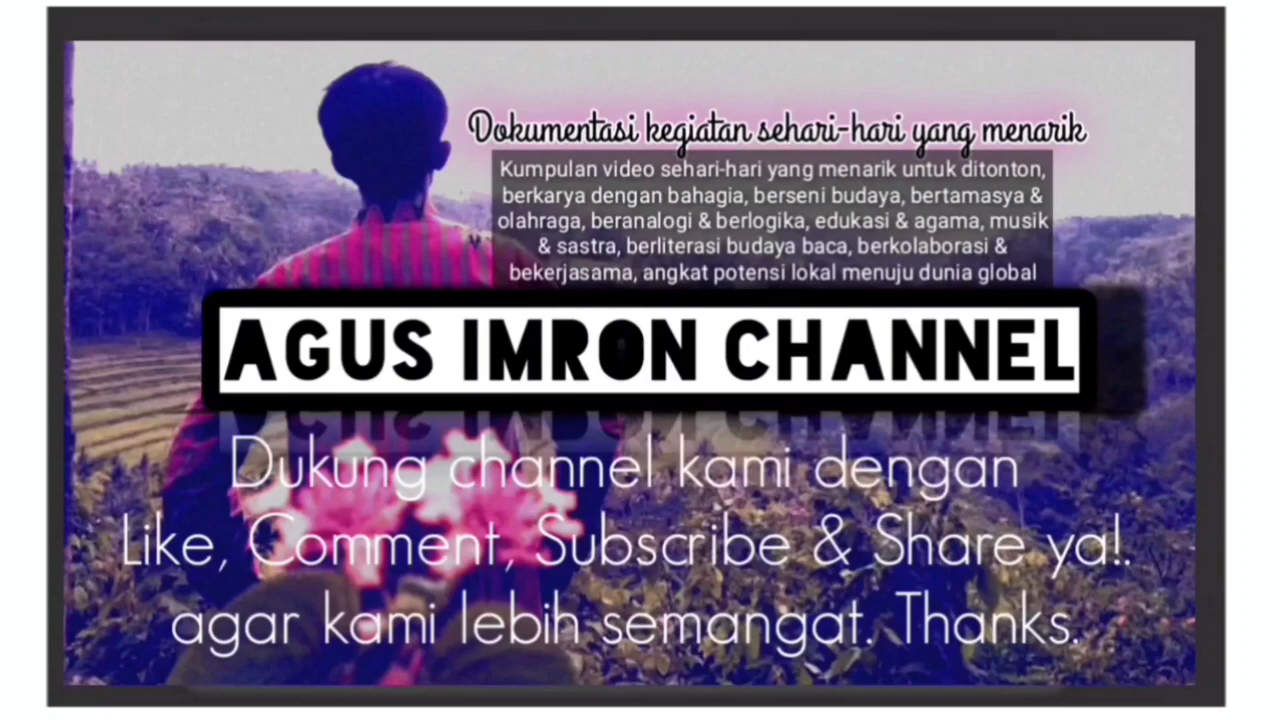 Dokumentasi kegiatan sehari-hari yang menarik
Kumpulan video sehari-hari yang menarik untuk ditonton,
berkarya dengan bahagia, berseni budaya, bertamasya &
olahraga, beranalogi & berlogika, edukasi & agama, musik
& sastra, berliterasi budaya baca, berkolaborasi &
bekerjasama, angkat potensi lokal menuju dunia global
AGUS IMRON CHANNEL
Dukung channel kami dengan
Like, Comment, Subscribe & Share ya!.
agar kami lebih semangat. Thanks.